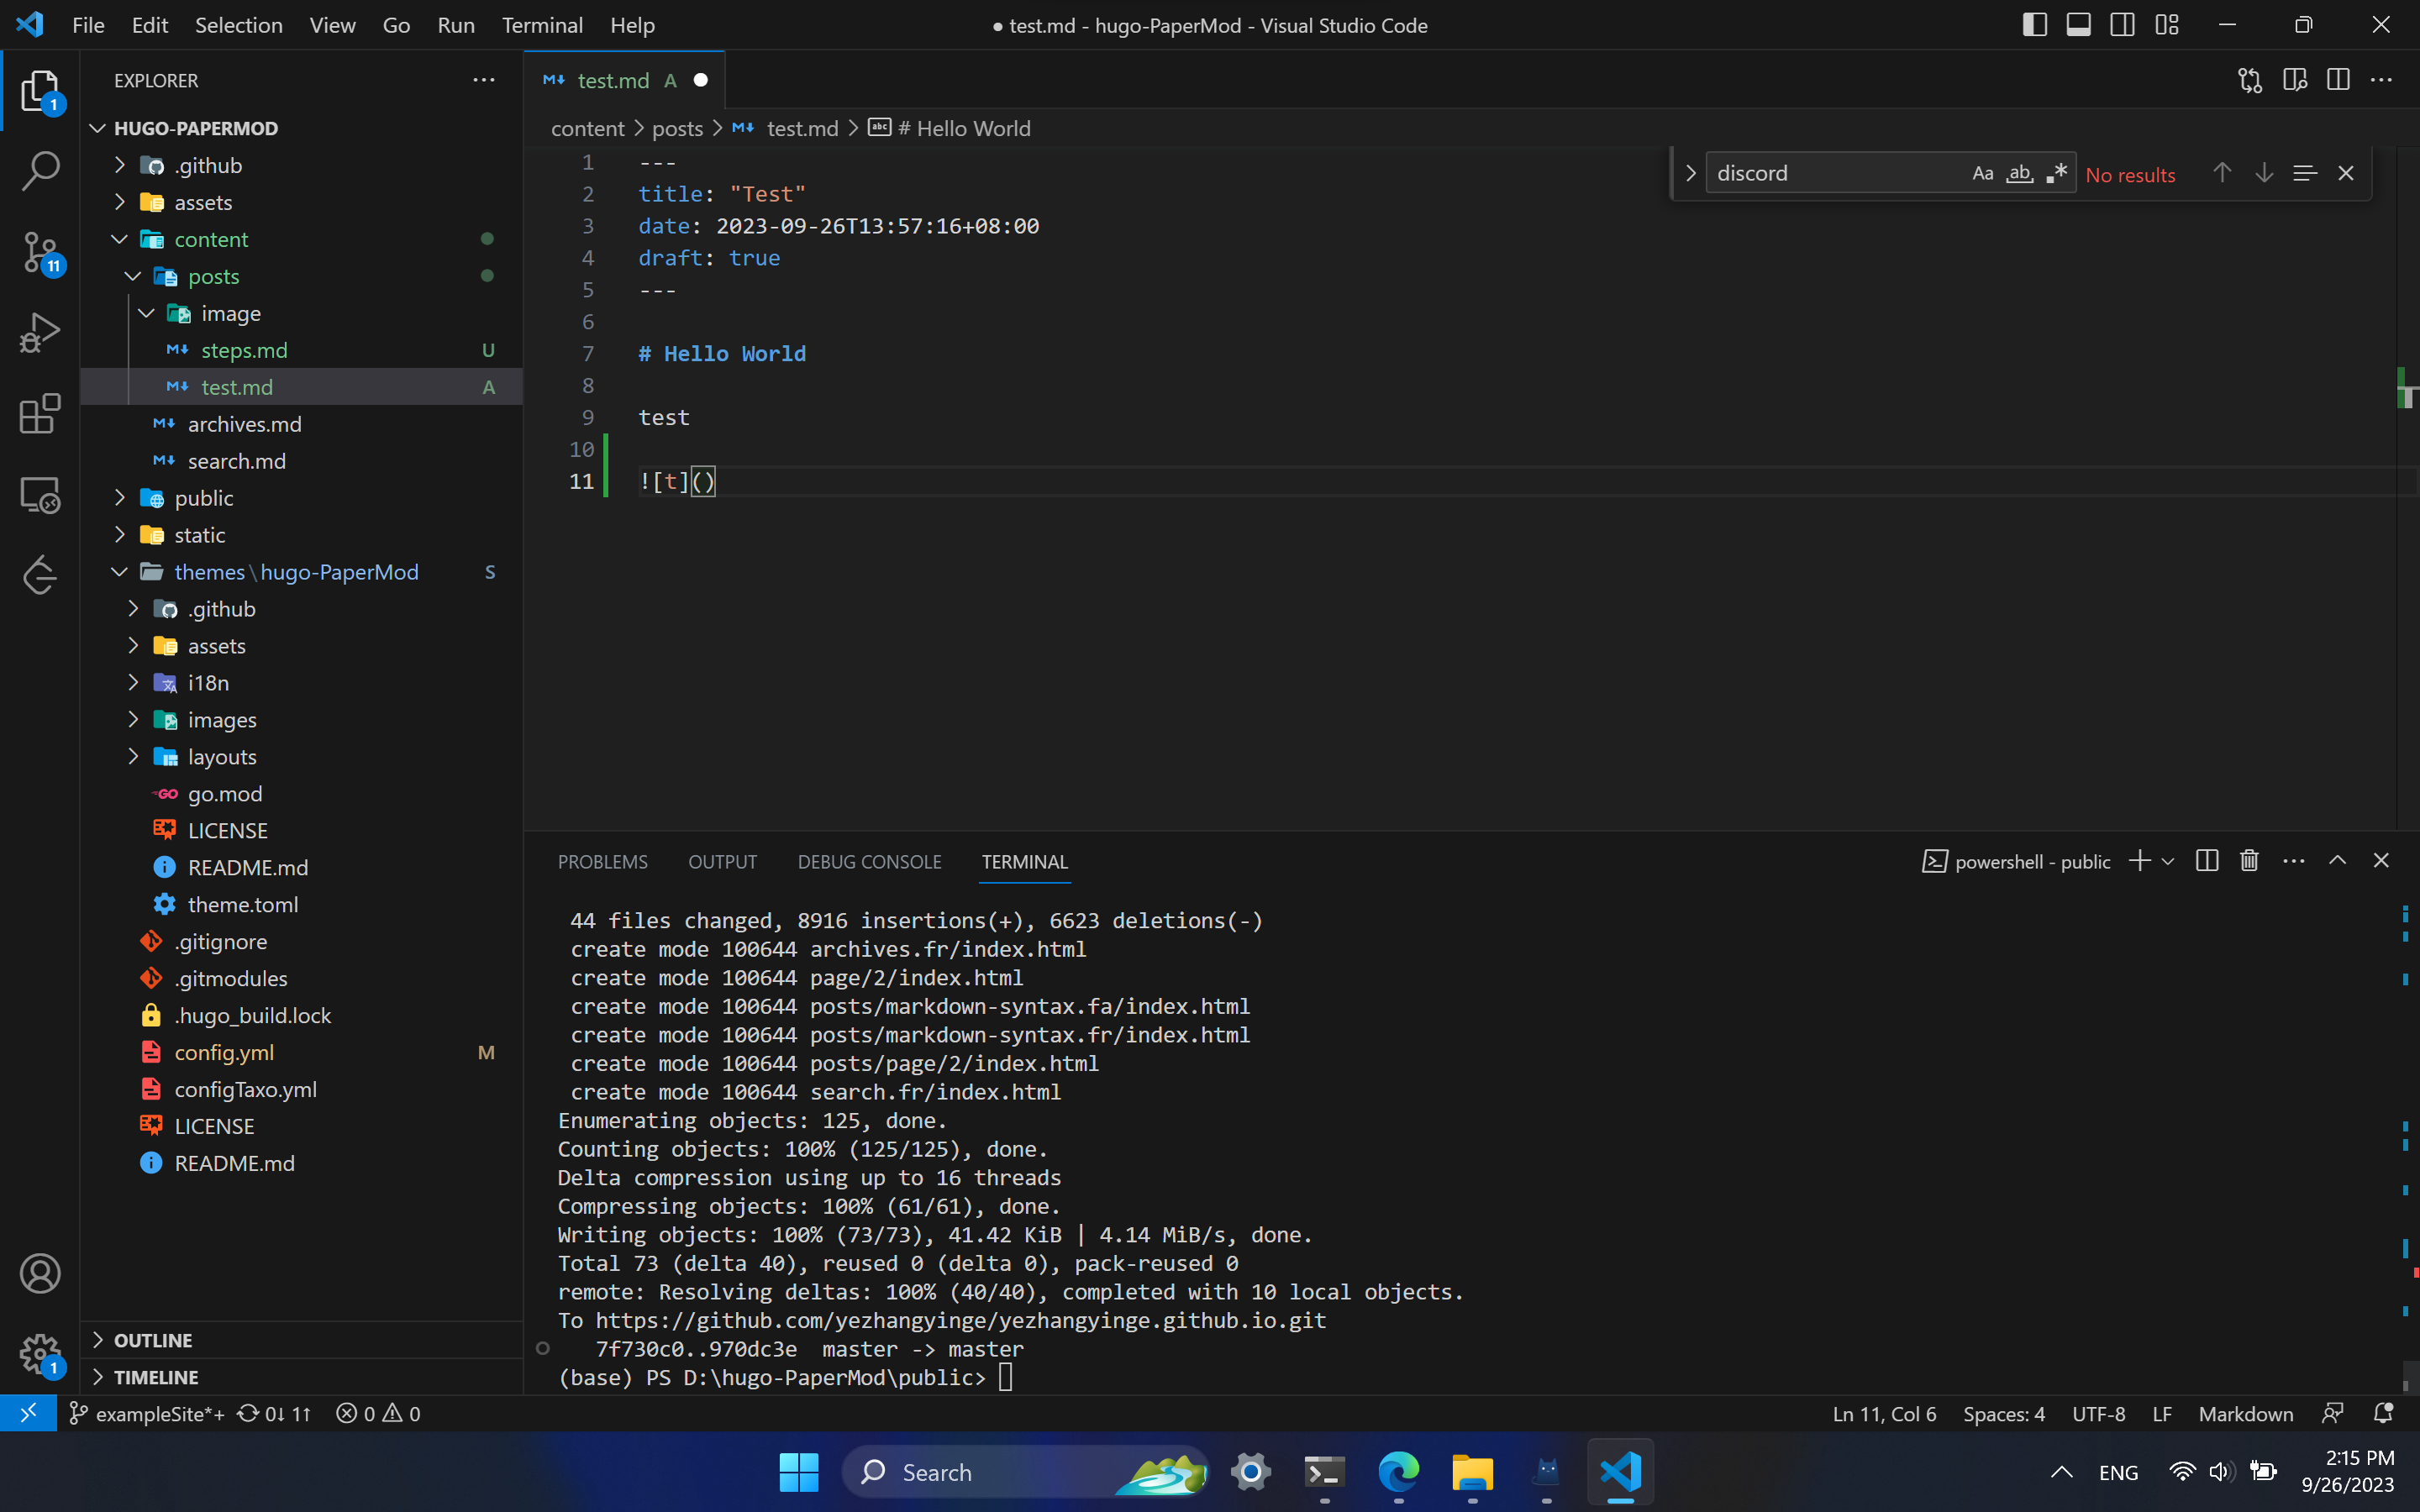 File Edit Selection View Go Run Terminal Help
● test.md - hugo-PaperMod - Visual Studio Code
EXPLORER
HUGO-PAPERMOD
.github
assets
content
posts
image
steps.md U
test.md A
archives.md
search.md
public
static
themes\hugo-PaperMod S
.github
assets
i18n
images
layouts
go.mod
LICENSE
README.md
theme.toml
.gitignore
.gitmodules
.hugo_build.lock
config.yml M
configTaxo.yml
LICENSE
README.md
OUTLINE
TIMELINE
1
11
1
test.md A
content > posts > test.md > # Hello World
discord Aa ab .* No results
1 ---
2 title: "Test"
3 date: 2023-09-26T13:57:16+08:00
4 draft: true
5 ---
6
7 # Hello World
8
9 test
10
11 ![t]()
PROBLEMS OUTPUT DEBUG CONSOLE TERMINAL
powershell - public
44 files changed, 8916 insertions(+), 6623 deletions(-)
create mode 100644 archives.fr/index.html
create mode 100644 page/2/index.html
create mode 100644 posts/markdown-syntax.fa/index.html
create mode 100644 posts/markdown-syntax.fr/index.html
create mode 100644 posts/page/2/index.html
create mode 100644 search.fr/index.html
Enumerating objects: 125, done.
Counting objects: 100% (125/125), done.
Delta compression using up to 16 threads
Compressing objects: 100% (61/61), done.
Writing objects: 100% (73/73), 41.42 KiB | 4.14 MiB/s, done.
Total 73 (delta 40), reused 0 (delta 0), pack-reused 0
remote: Resolving deltas: 100% (40/40), completed with 10 local objects.
To https://github.com/yezhangyinge/yezhangyinge.github.io.git
7f730c0..970dc3e master -> master
(base) PS D:\hugo-PaperMod\public>
exampleSite*+ 0↓ 1↑ 0 0
Ln 11, Col 6 Spaces: 4 UTF-8 LF Markdown
Search
ENG
2:15 PM
9/26/2023